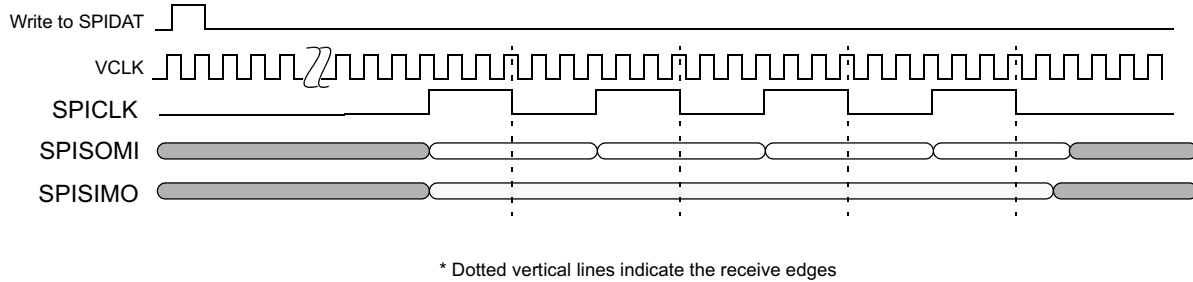 Write to SPIDAT
VCLK
SPICLK
SPISOMI
SPISIMO
* Dotted vertical lines indicate the receive edges